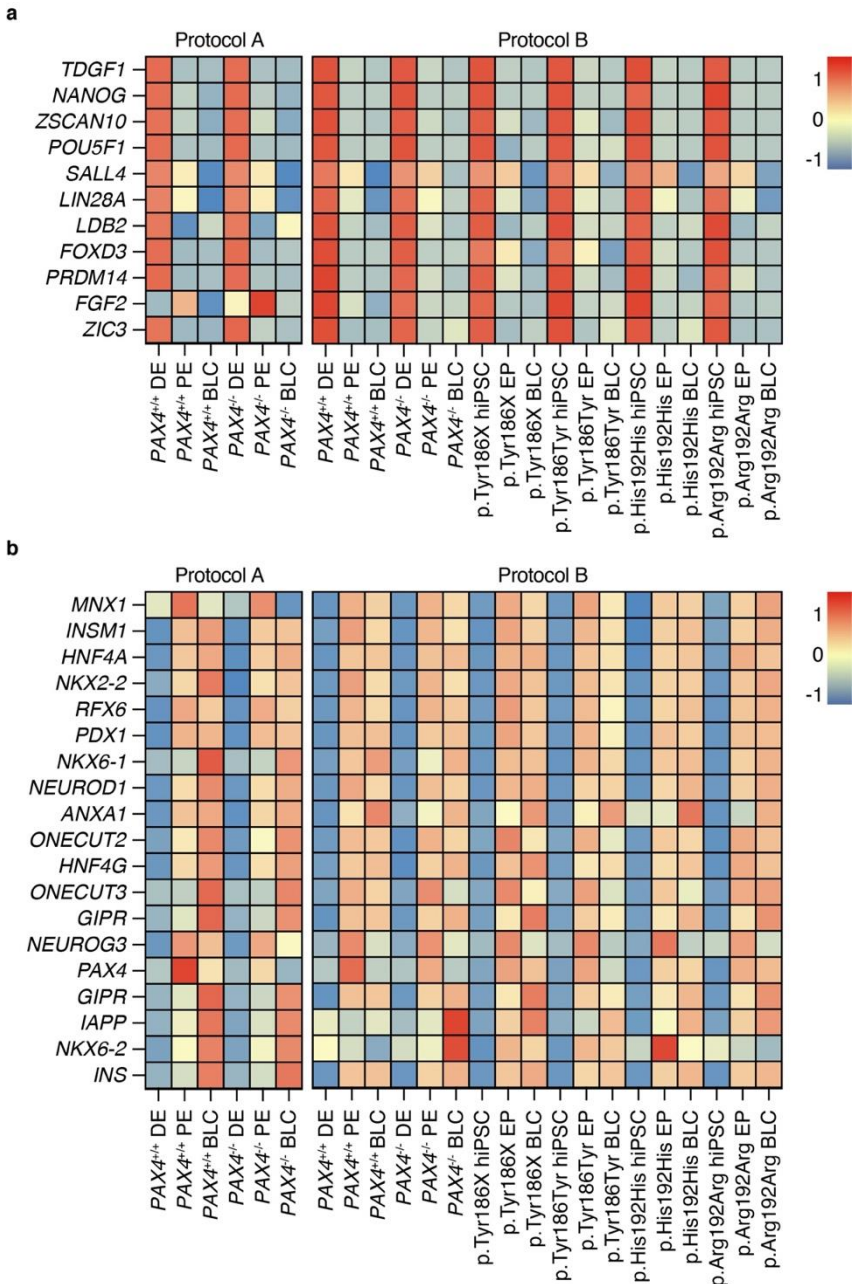 a
Protocol A
Protocol B
TDGF1
NANOG
ZSCAN10
POU5F1
SALL4
LIN28A
LDB2
FOXD3
PRDM14
FGF2
ZIC3
1
0
-1
PAX4+/+ DE
PAX4+/+ PE
PAX4+/+ BLC
PAX4-/- DE
PAX4-/- PE
PAX4-/- BLC
PAX4+/+ DE
PAX4+/+ PE
PAX4+/+ BLC
PAX4-/- DE
PAX4-/- PE
PAX4-/- BLC
p.Tyr186X hiPSC
p.Tyr186X EP
p.Tyr186X BLC
p.Tyr186Tyr hiPSC
p.Tyr186Tyr EP
p.Tyr186Tyr BLC
p.His192His hiPSC
p.His192His EP
p.His192His BLC
p.Arg192Arg hiPSC
p.Arg192Arg EP
p.Arg192Arg BLC
b
Protocol A
Protocol B
MNX1
INSM1
HNF4A
NKX2-2
RFX6
PDX1
NKX6-1
NEUROD1
ANXA1
ONECUT2
HNF4G
ONECUT3
GIPR
NEUROG3
PAX4
GIPR
IAPP
NKX6-2
INS
1
0
-1
PAX4+/+ DE
PAX4+/+ PE
PAX4+/+ BLC
PAX4-/- DE
PAX4-/- PE
PAX4-/- BLC
PAX4+/+ DE
PAX4+/+ PE
PAX4+/+ BLC
PAX4-/- DE
PAX4-/- PE
PAX4-/- BLC
p.Tyr186X hiPSC
p.Tyr186X EP
p.Tyr186X BLC
p.Tyr186Tyr hiPSC
p.Tyr186Tyr EP
p.Tyr186Tyr BLC
p.His192His hiPSC
p.His192His EP
p.His192His BLC
p.Arg192Arg hiPSC
p.Arg192Arg EP
p.Arg192Arg BLC